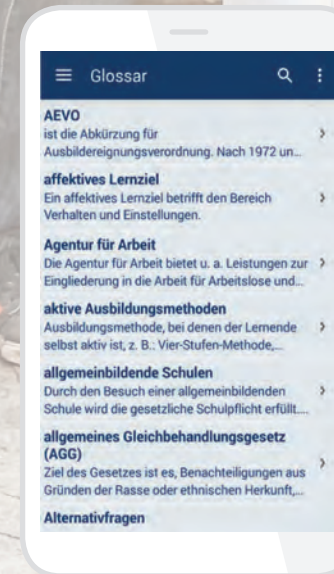 Glossar
AEVO
ist die Abkürzung für
Ausbildereignungsverordnung. Nach 1972 un...
affektives Lernziel
Ein affektives Lernziel betrifft den Bereich
Verhalten und Einstellungen.
Agentur für Arbeit
Die Agentur für Arbeit bietet u. a. Leistungen zur
Eingliederung in die Arbeit für Arbeitslose und...
aktive Ausbildungsmethoden
Ausbildungsmethode, bei denen der Lernende
selbst aktiv ist, z. B.: Vier-Stufen-Methode,...
allgemeinbildende Schulen
Durch den Besuch einer allgemeinbildenden
Schule wird die gesetzliche Schulpflicht erfüllt....
allgemeines Gleichbehandlungsgesetz
(AGG)
Ziel des Gesetzes ist es, Benachteiligungen aus
Gründen der Rasse oder ethnischen Herkunft,...
Alternativfragen